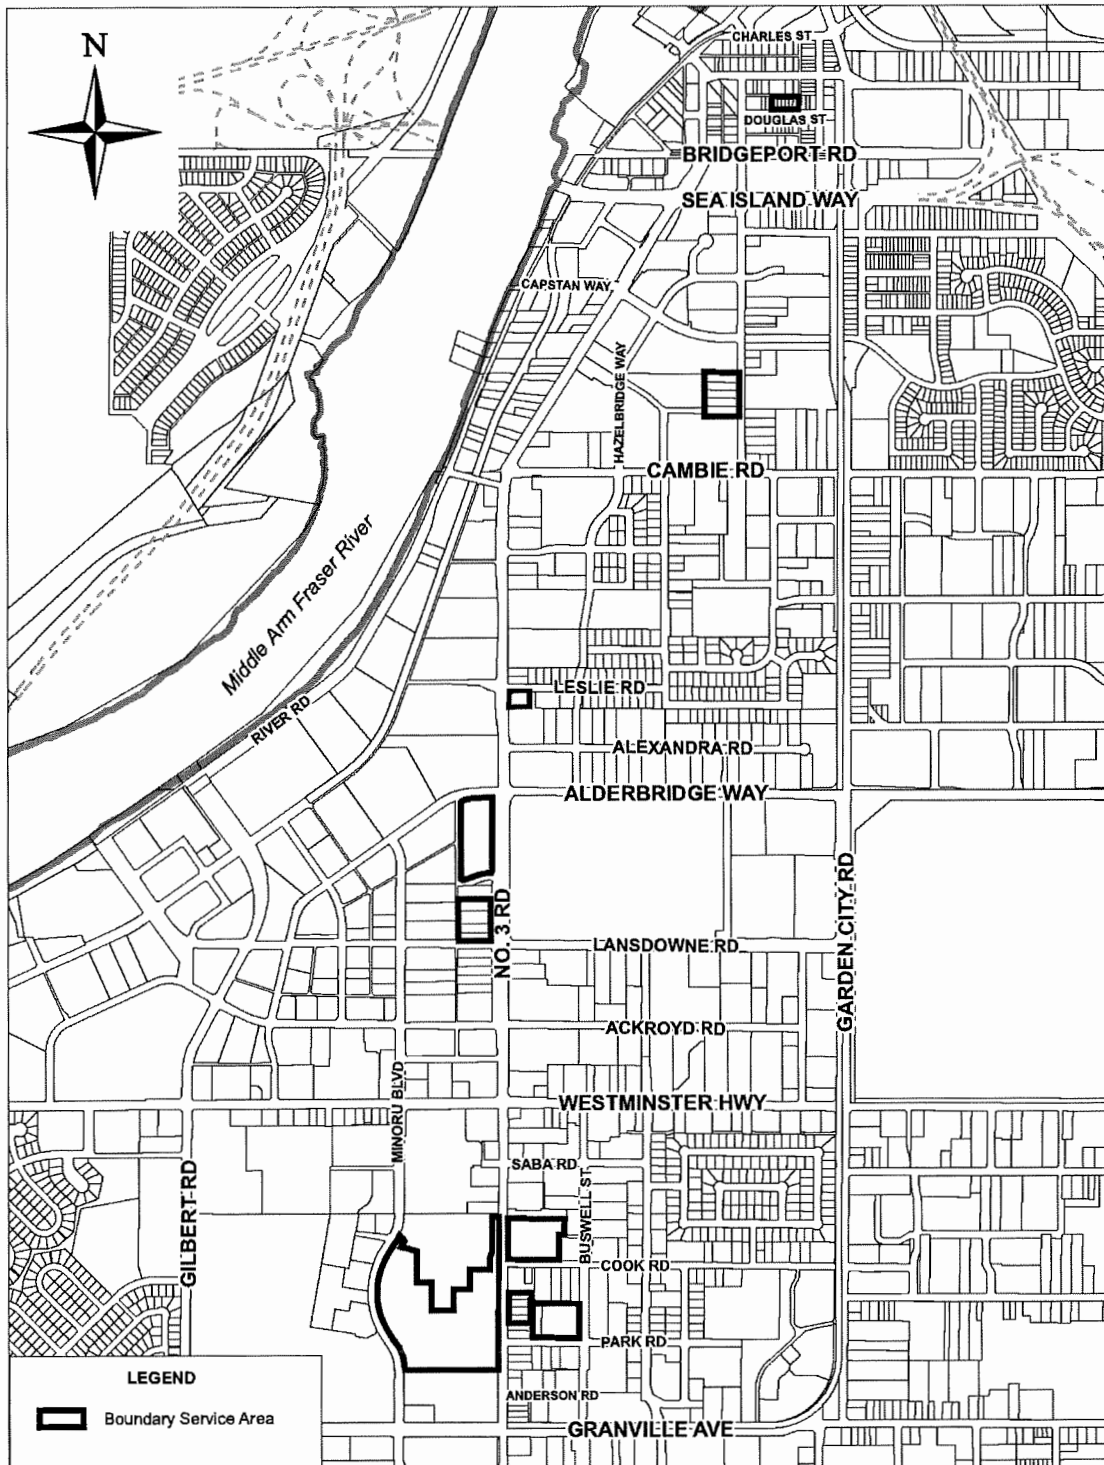 N
CHARLES ST
DOUGLAS ST
BRIDGEPORT RD
SEA ISLAND WAY
CAPSTAN WAY
HAZELBRIDGE WAY
CAMBIE RD
Middle Arm Fraser River
LESLIE RD
RIVER RD
ALEXANDRA RD
ALDERBRIDGE WAY
NO. 3 RD
GARDEN CITY RD
LANSDOWNE RD
ACKROYD RD
MINORU BLVD
WESTMINSTER HWY
SABA RD
GILBERT RD
BUSWELL ST
COOK RD
PARK RD
LEGEND
ANDERSON RD
Boundary Service Area
GRANVILLE AVE